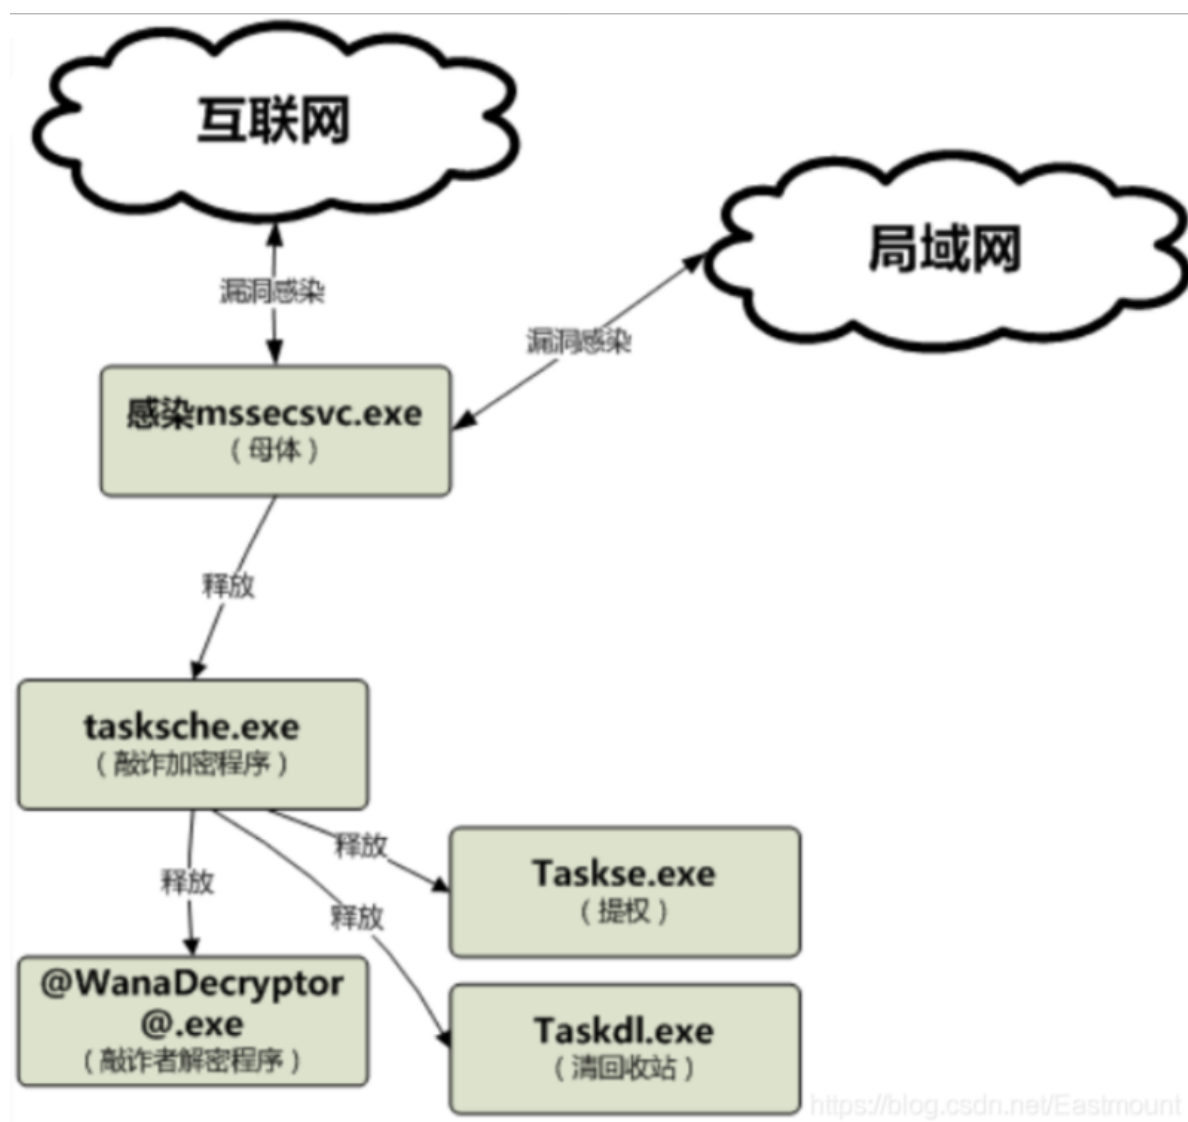 互联网
局域网
漏洞感染
漏洞感染
感染mssecsvc.exe
（母体）
释放
tasksche.exe
（敲诈加密程序）
释放
释放
释放
Taskse.exe
（提权）
@WanaDecryptor
@.exe
（敲诈者解密程序）
Taskdl.exe
（清回收站）
https://blog.csdn.net/Eastmount